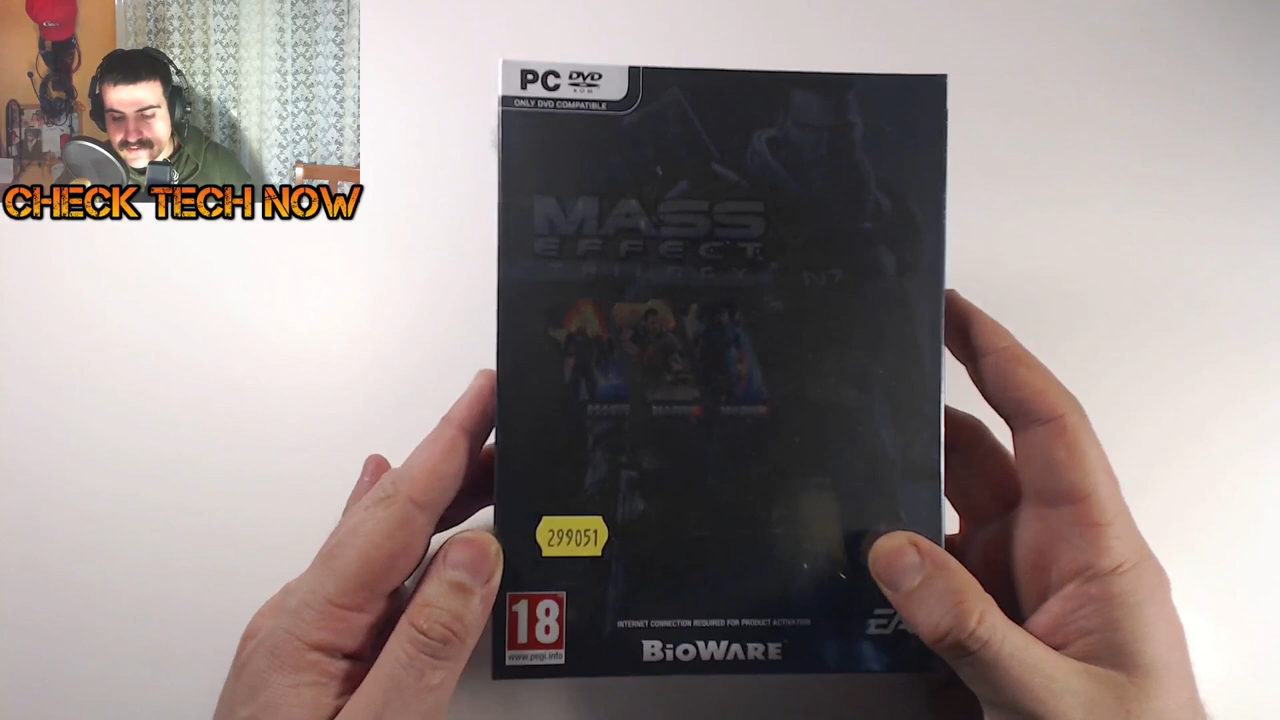 PC DVD
ROM
ONLY DVD COMPATIBLE
CHECK TECH NOW
MASS
EFFECT
TRILOGY
N7
299051
18
www.pegi.info
INTERNET CONNECTION REQUIRED FOR PRODUCT ACTIVATION
BIOWARE
EA